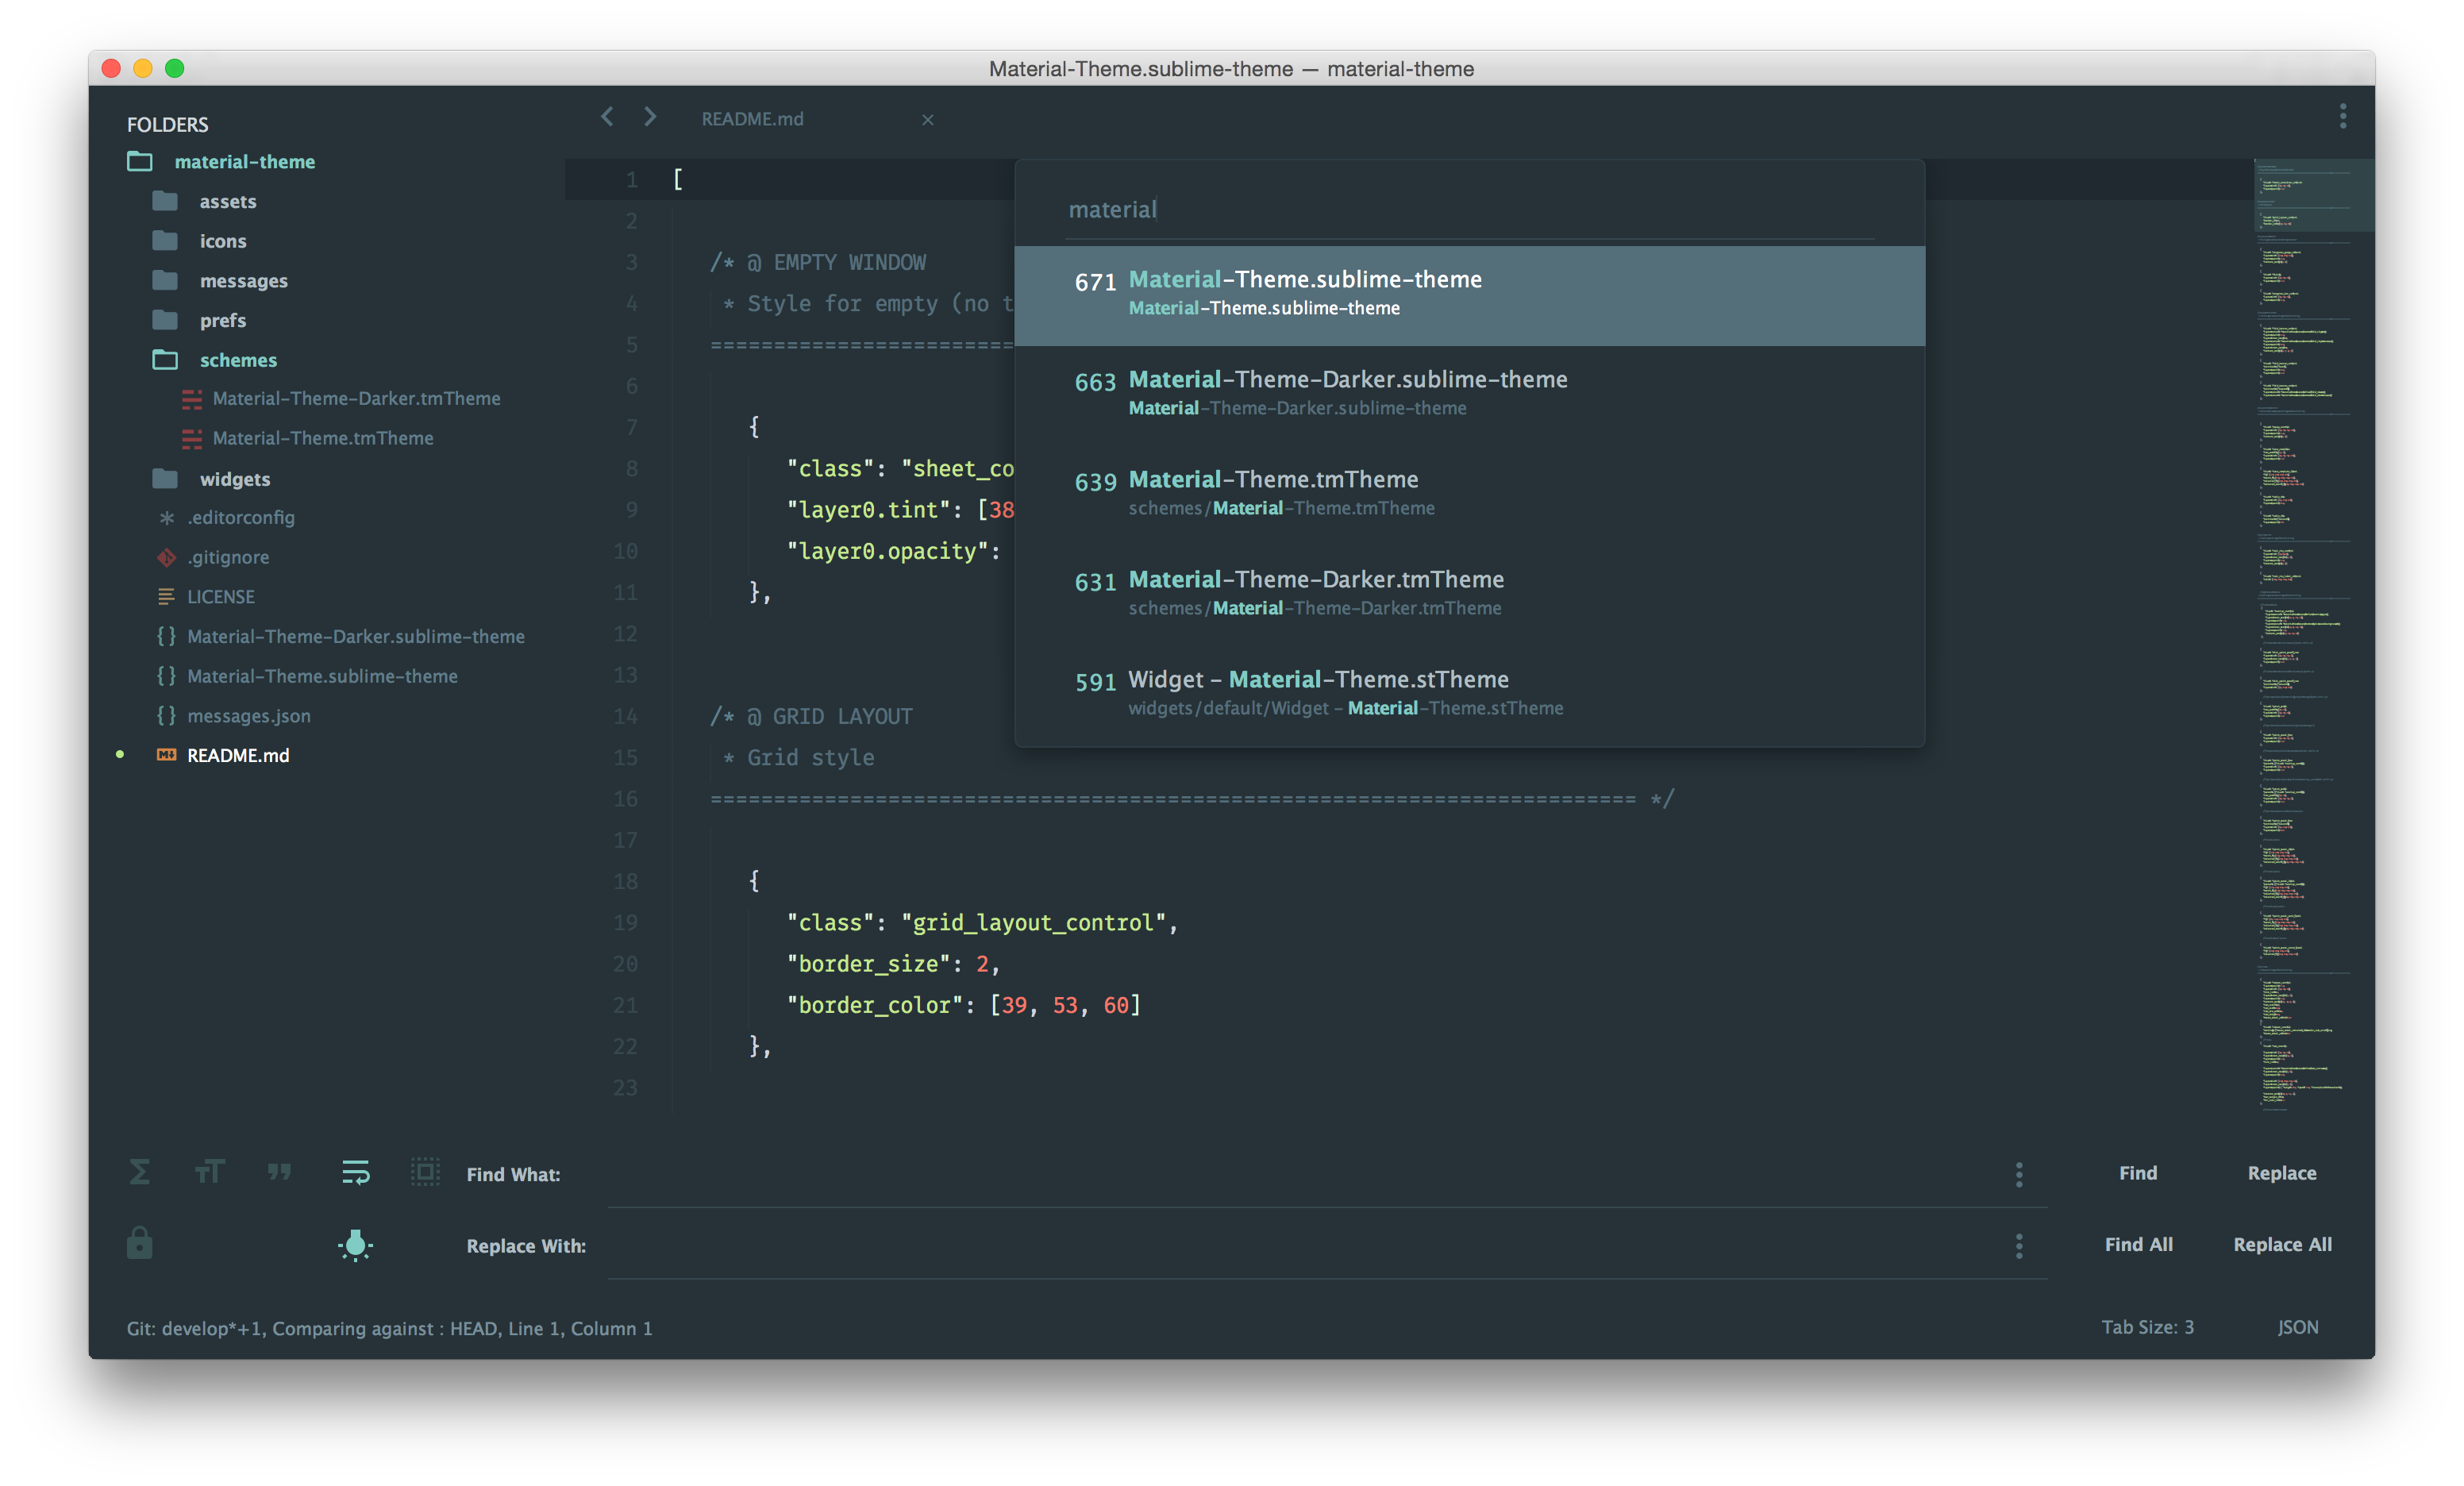 Material-Theme.sublime-theme — material-theme
FOLDERS
material-theme
assets
icons
messages
prefs
schemes
Material-Theme-Darker.tmTheme
Material-Theme.tmTheme
widgets
.editorconfig
.gitignore
LICENSE
Material-Theme-Darker.sublime-theme
Material-Theme.sublime-theme
messages.json
README.md
README.md
1 [
2
3 /* @ EMPTY WINDOW
4 * Style for empty (no t
5 =======================
6
7 {
8 "class": "sheet_co
9 "layer0.tint": [38
10 "layer0.opacity":
11 },
12
13
14 /* @ GRID LAYOUT
15 * Grid style
16 ========================================================================= */
17
18 {
19 "class": "grid_layout_control",
20 "border_size": 2,
21 "border_color": [39, 53, 60]
22 },
23
material
671 Material-Theme.sublime-theme
Material-Theme.sublime-theme
663 Material-Theme-Darker.sublime-theme
Material-Theme-Darker.sublime-theme
639 Material-Theme.tmTheme
schemes/Material-Theme.tmTheme
631 Material-Theme-Darker.tmTheme
schemes/Material-Theme-Darker.tmTheme
591 Widget - Material-Theme.stTheme
widgets/default/Widget - Material-Theme.stTheme
Find What:
Find Replace
Replace With:
Find All Replace All
Git: develop*+1, Comparing against : HEAD, Line 1, Column 1
Tab Size: 3 JSON